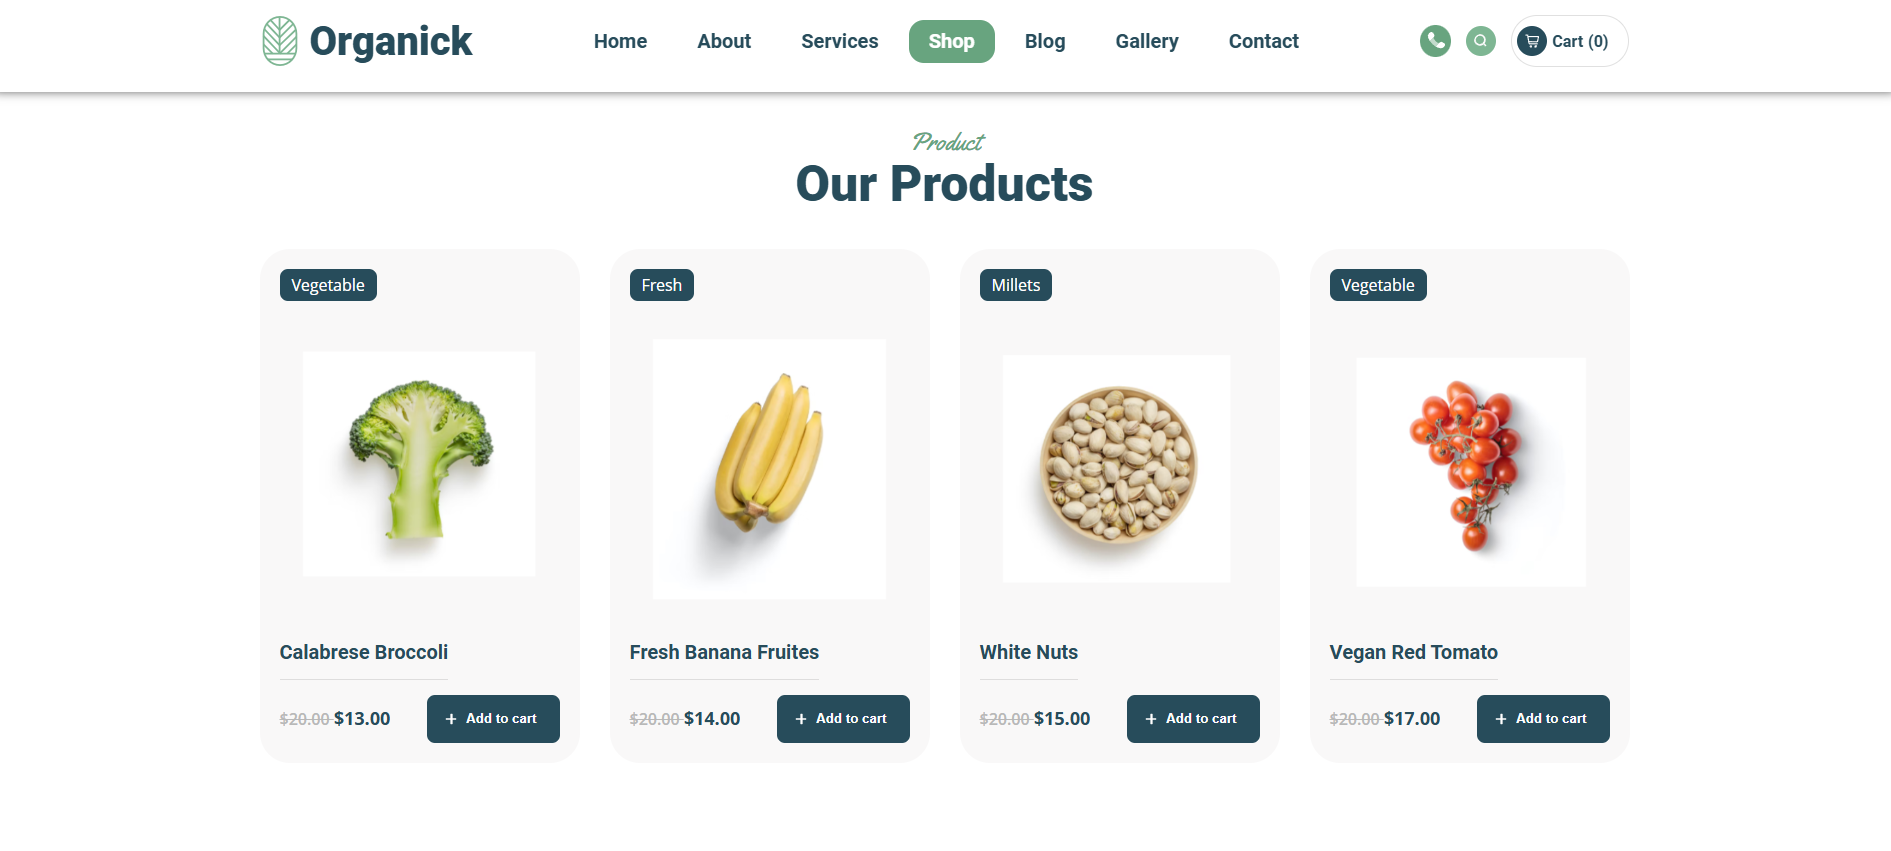 Organick
Home About Services Shop Blog Gallery Contact
Cart (0)
Product
Our Products
Vegetable
Fresh
Millets
Vegetable
Calabrese Broccoli
Fresh Banana Fruites
White Nuts
Vegan Red Tomato
$20.00 $13.00 + Add to cart
$20.00 $14.00 + Add to cart
$20.00 $15.00 + Add to cart
$20.00 $17.00 + Add to cart